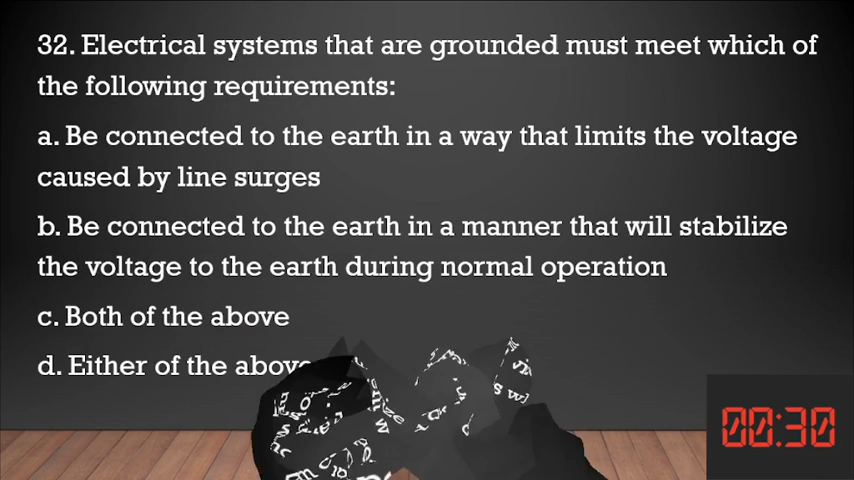 32. Electrical systems that are grounded must meet which of
the following requirements:
a. Be connected to the earth in a way that limits the voltage
caused by line surges
b. Be connected to the earth in a manner that will stabilize
the voltage to the earth during normal operation
c. Both of the above
d. Either of the above
00:30